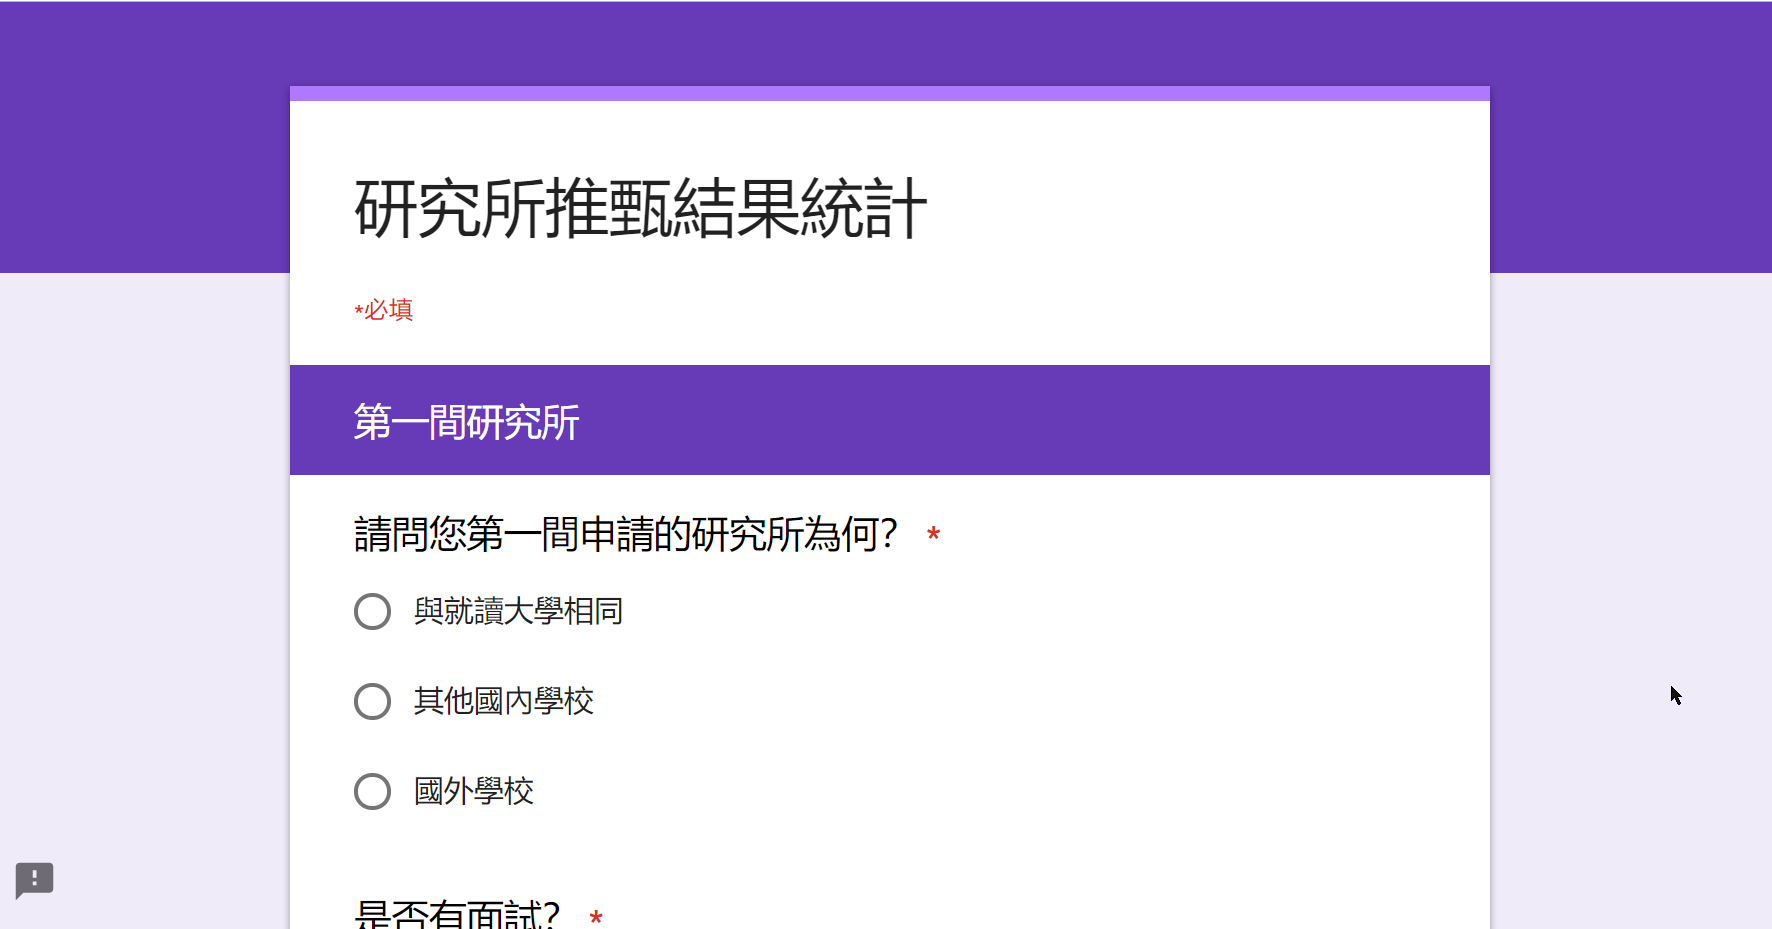 研究所推甄結果統計
*必填
第一間研究所
請問您第一間申請的研究所為何? *
與就讀大學相同
其他國內學校
國外學校
是否有面試? *